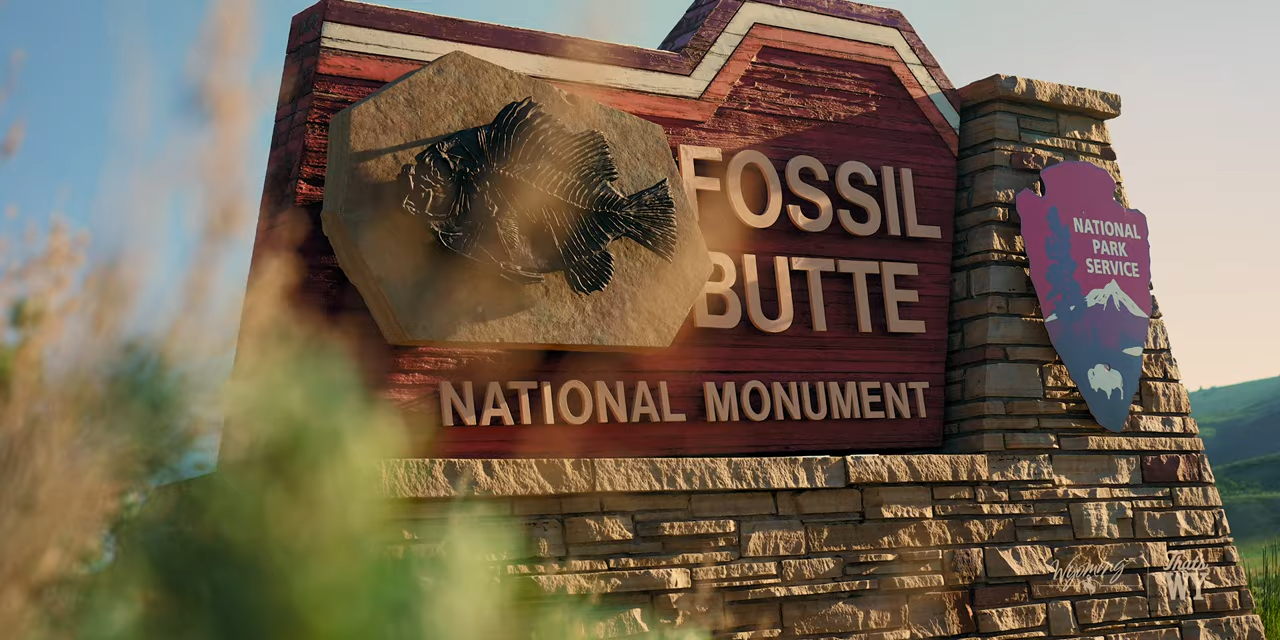 FOSSIL
BUTTE
NATIONAL MONUMENT
NATIONAL
PARK
SERVICE
Wyoming
That's
WY